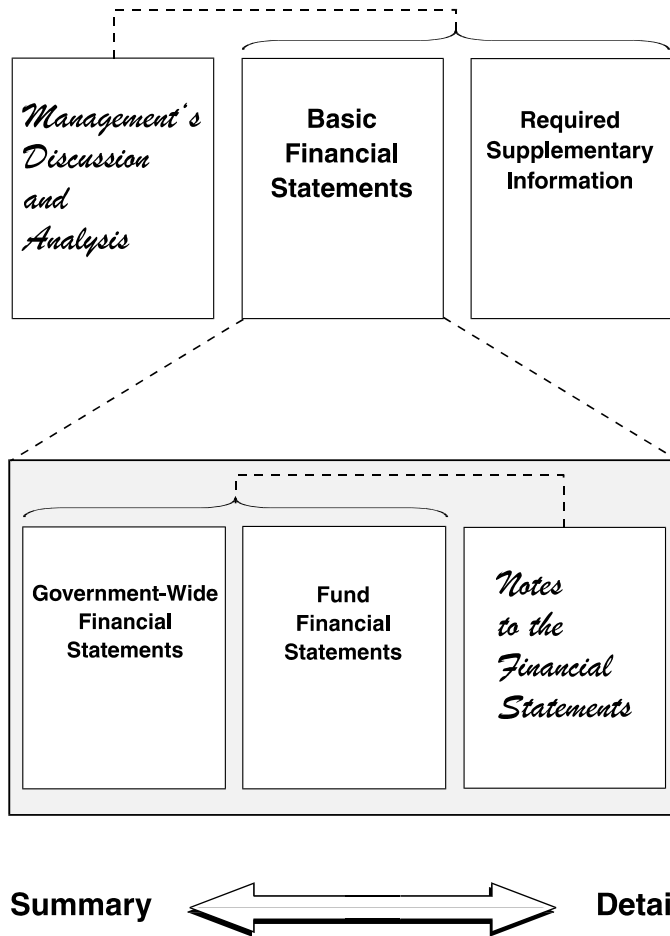 Management's
Discussion
and
Analysis
Basic
Financial
Statements
Required
Supplementary
Information
Government-Wide
Financial
Statements
Fund
Financial
Statements
Notes
to the
Financial
Statements
Summary
Detai